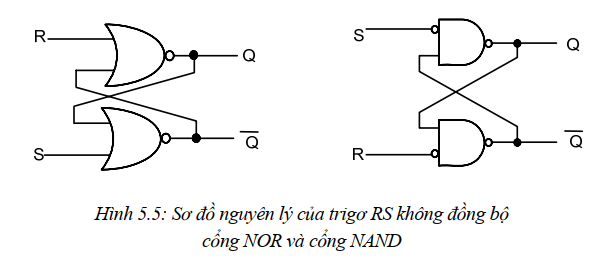 R
Q
Q̅
S
S
Q
Q̅
R
Hình 5.5: Sơ đồ nguyên lý của trigơ RS không đồng bộ
cổng NOR và cổng NAND